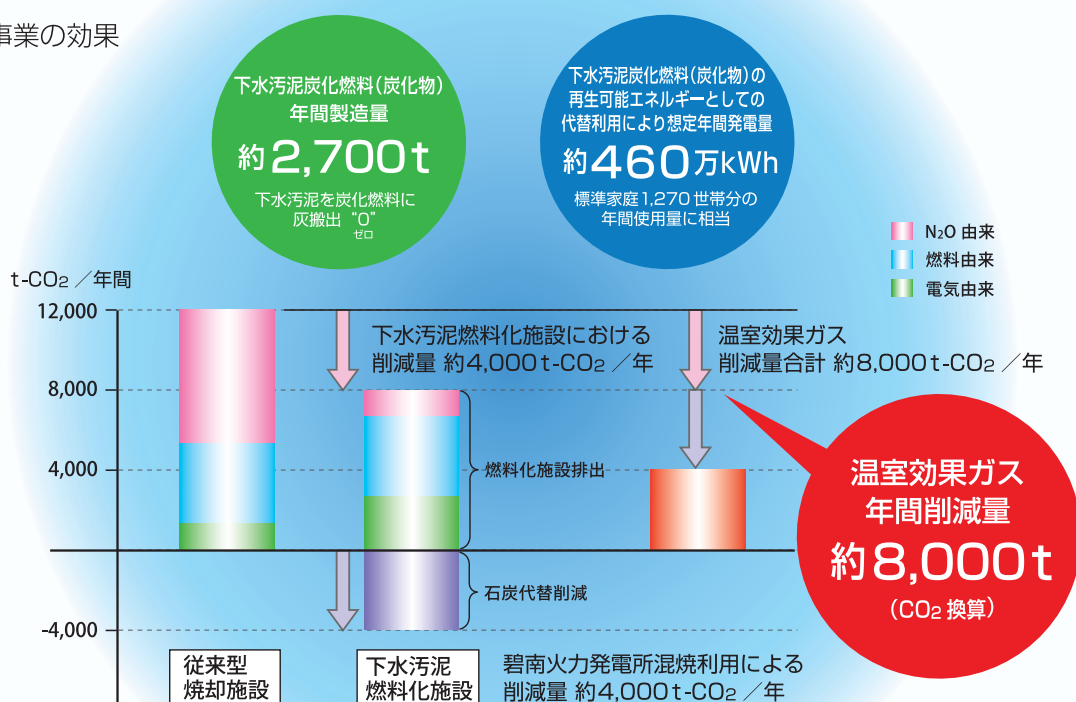 事業の効果
下水汚泥炭化燃料(炭化物)
年間製造量
約2,700t
下水汚泥を炭化燃料に
灰搬出 “0”
ゼロ
下水汚泥炭化燃料(炭化物)の
再生可能エネルギーとしての
代替利用により想定年間発電量
約460万kWh
標準家庭1,270世帯分の
年間使用量に相当
N₂O 由来
燃料由来
電気由来
t-CO₂ ／年間
12,000
8,000
4,000
-4,000
下水汚泥燃料化施設における
削減量 約4,000t-CO₂ ／年
温室効果ガス
削減量合計 約8,000t-CO₂ ／年
燃料化施設排出
石炭代替削減
温室効果ガス
年間削減量
約8,000t
(CO₂ 換算)
従来型
焼却施設
下水汚泥
燃料化施設
碧南火力発電所混焼利用による
削減量 約4,000t-CO₂ ／年